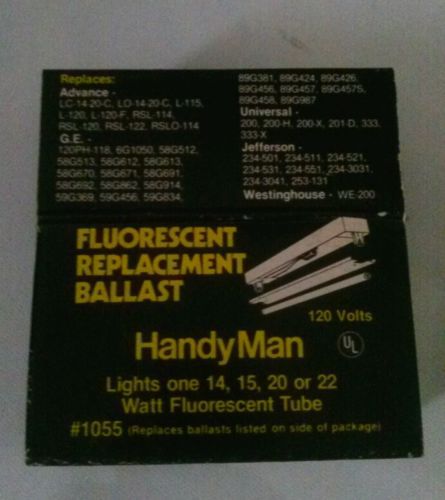 Replaces:
Advance -
LC-14-20-C, LO-14-20-C, L-115,
L-120, L-120-F, RSL-114,
RSL-120, RSL-122, RSLO-114
G.E. -
120PH-118, 6G1050, 58G512,
58G513, 58G612, 58G613,
58G670, 58G671, 58G691,
58G692, 58G862, 58G914,
59G369, 59G456, 59G834,
89G381, 89G424, 89G426,
89G456, 89G457, 89G457S,
89G458, 89G987
Universal -
200, 200-H, 200-X, 201-D, 333,
333-X
Jefferson -
234-501, 234-511, 234-521,
234-531, 234-551, 234-3031,
234-3041, 253-131
Westinghouse - WE-200
FLUORESCENT
REPLACEMENT
BALLAST
120 Volts
HandyMan
UL
Lights one 14, 15, 20 or 22
Watt Fluorescent Tube
#1055 (Replaces ballasts listed on side of package)